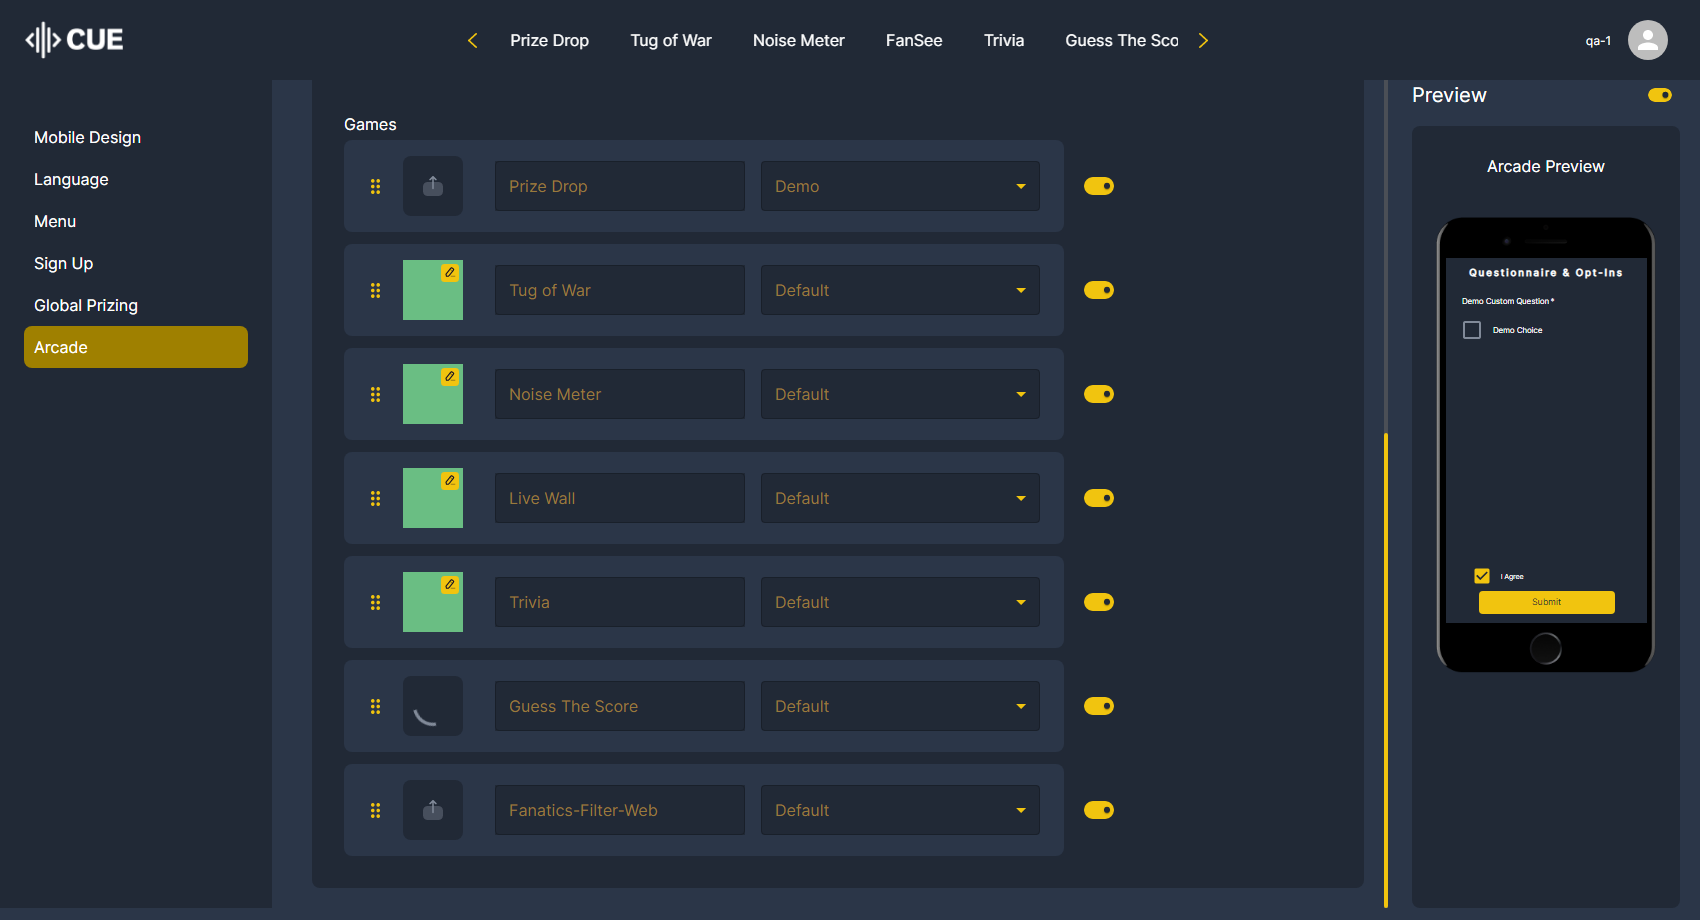 CUE
Prize Drop
Tug of War
Noise Meter
FanSee
Trivia
Guess The Sco
qa-1
Mobile Design
Language
Menu
Sign Up
Global Prizing
Arcade
Games
Prize Drop
Demo
Tug of War
Default
Noise Meter
Default
Live Wall
Default
Trivia
Default
Guess The Score
Default
Fanatics-Filter-Web
Default
Preview
Arcade Preview
Questionnaire & Opt-Ins
Demo Custom Question*
Demo Choice
I Agree
Submit